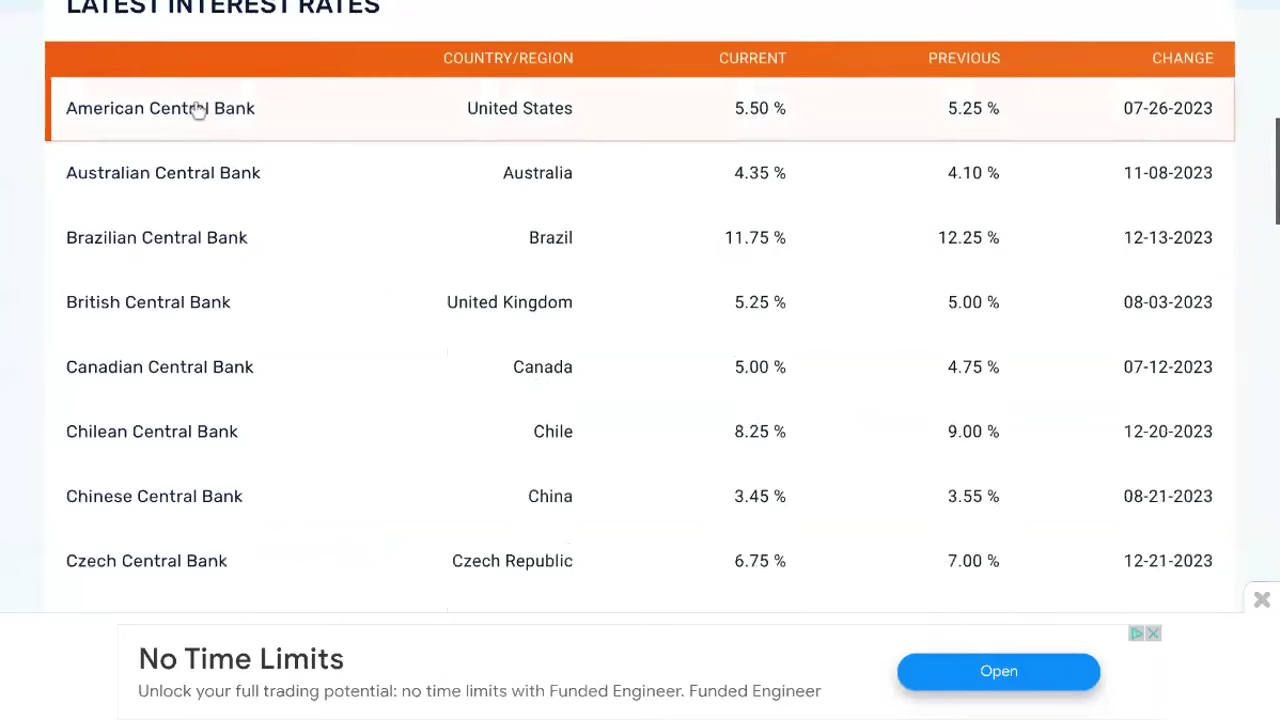 LATEST INTEREST RATES
COUNTRY/REGION CURRENT PREVIOUS CHANGE
American Central Bank United States 5.50 % 5.25 % 07-26-2023
Australian Central Bank Australia 4.35 % 4.10 % 11-08-2023
Brazilian Central Bank Brazil 11.75 % 12.25 % 12-13-2023
British Central Bank United Kingdom 5.25 % 5.00 % 08-03-2023
Canadian Central Bank Canada 5.00 % 4.75 % 07-12-2023
Chilean Central Bank Chile 8.25 % 9.00 % 12-20-2023
Chinese Central Bank China 3.45 % 3.55 % 08-21-2023
Czech Central Bank Czech Republic 6.75 % 7.00 % 12-21-2023
No Time Limits
Unlock your full trading potential: no time limits with Funded Engineer. Funded Engineer
Open